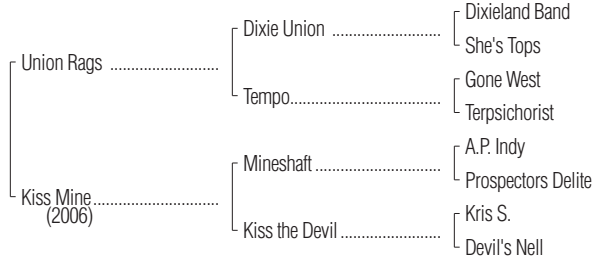 Dixieland Band
Dixie Union ....................
She's Tops
Union Rags ....................
Gone West
Tempo............................
Terpsichorist
A.P. Indy
Mineshaft .......................
Prospectors Delite
Kiss Mine.......................
(2006)
Kris S.
Kiss the Devil ..................
Devil's Nell